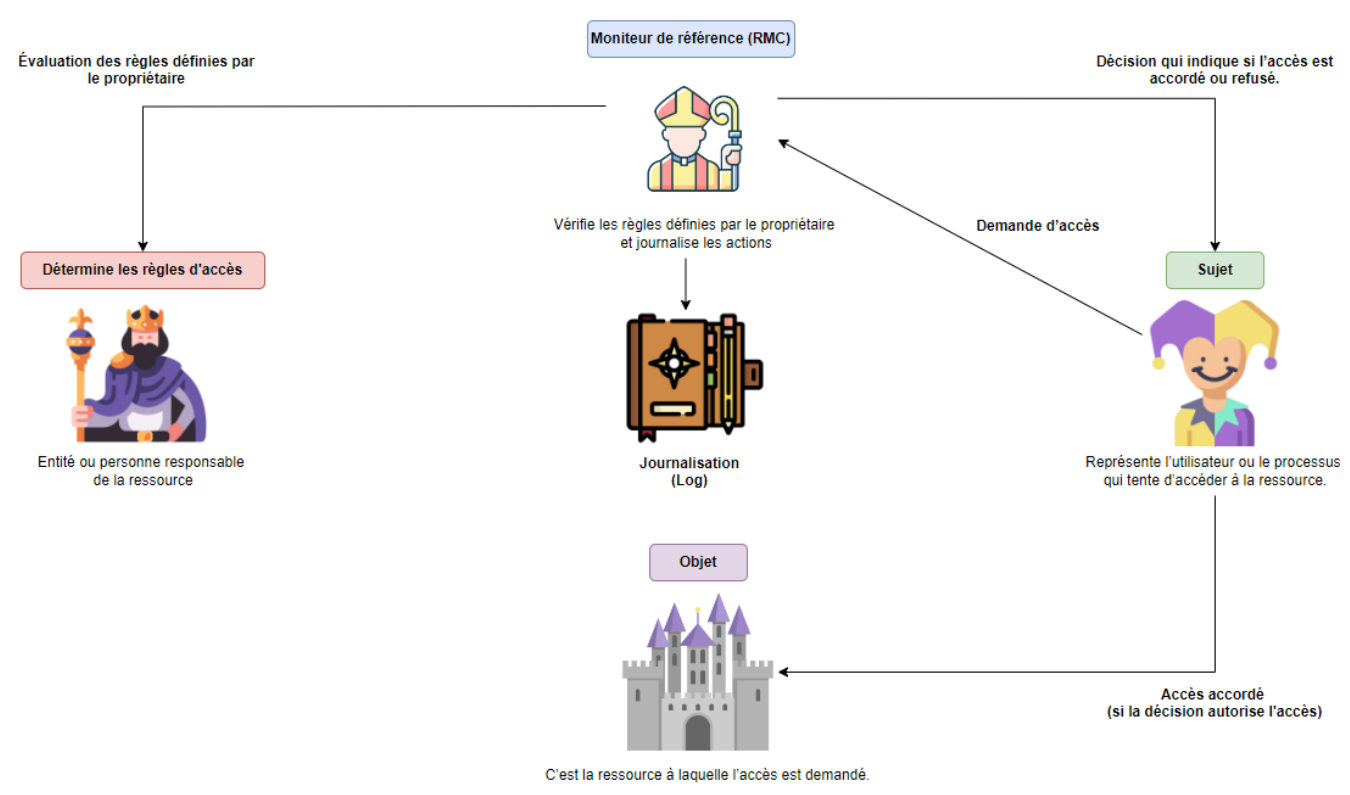 Moniteur de référence (RMC)
Évaluation des règles définies par
le propriétaire
Décision qui indique si l’accès est
accordé ou refusé.
Vérifie les règles définies par le propriétaire
et journalise les actions
Demande d’accès
Détermine les règles d'accès
Sujet
Entité ou personne responsable
de la ressource
Journalisation
(Log)
Représente l’utilisateur ou le processus
qui tente d’accéder à la ressource.
Objet
Accès accordé
(si la décision autorise l'accès)
C’est la ressource à laquelle l’accès est demandé.